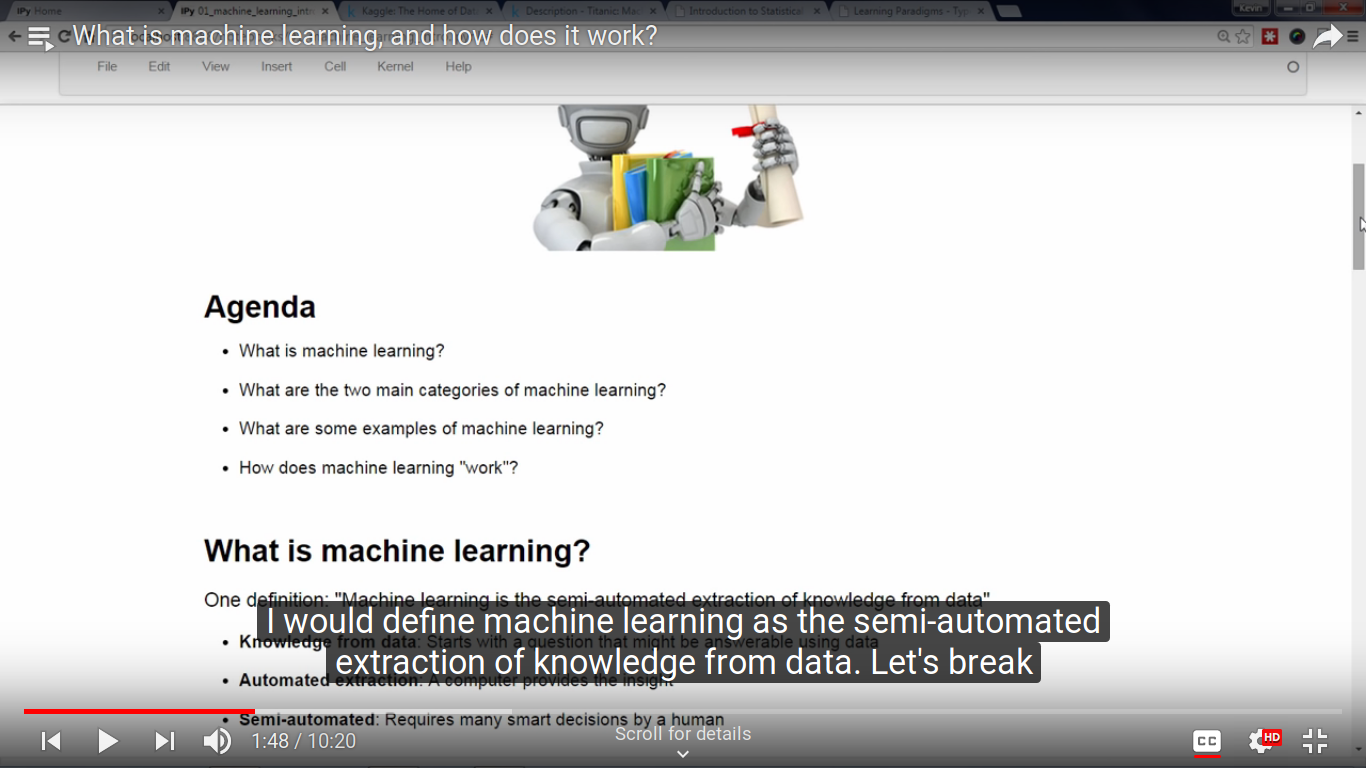 IPy Home
IPy 01_machine_learning_intr
Kaggle: The Home of Dat
Description - Titanic: Mac
Introduction to Statistical
Learning Paradigms - Typ
Kevin
What is machine learning, and how does it work?
File Edit View Insert Cell Kernel Help
Agenda
• What is machine learning?
• What are the two main categories of machine learning?
• What are some examples of machine learning?
• How does machine learning "work"?
What is machine learning?
One definition: "Machine learning is the semi-automated extraction of knowledge from data"
I would define machine learning as the semi-automated
• Knowledge from data: Starts with a question that might be answerable using data
extraction of knowledge from data. Let's break
• Automated extraction: A computer provides the insight
• Semi-automated: Requires many smart decisions by a human
1:48 / 10:20
Scroll for details
CC
HD